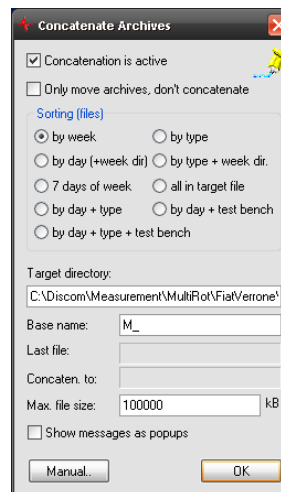 Concatenate Archives
Concatenation is active
Only move archives, don't concatenate
Sorting (files)
by week
by type
by day (+week dir)
by type + week dir.
7 days of week
all in target file
by day + type
by day + test bench
by day + type + test bench
Target directory:
C:\Discom\Measurement\MultiRot\FiatVerrone\
Base name:
M_
Last file:
Concaten. to:
Max. file size:
100000
kB
Show messages as popups
Manual..
OK